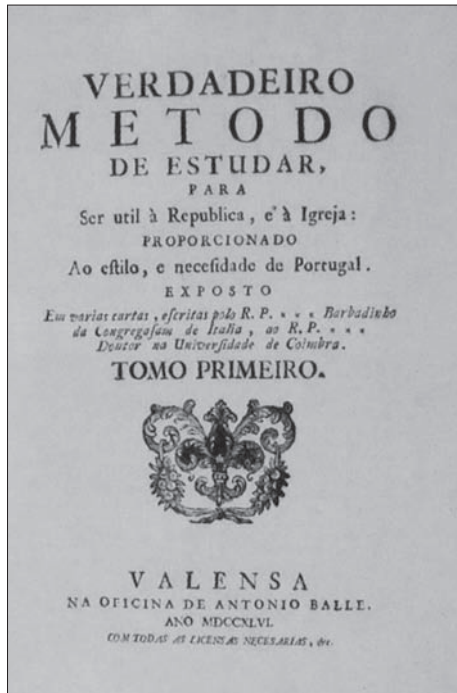 VERDADEIRO
METODO
DE ESTUDAR,
PARA
Ser util à Republica, e à Igreja:
PROPORCIONADO
Ao eſtilo, e neceſidade de Portugal.
EXPOSTO
Em varias cartas, eſcritas polo R. P. * * * Barbadinho
da Congregaſam de Italia, ao R. P. * * *
Doutor na Univerſidade de Coimbra.
TOMO PRIMEIRO.
VALENSA
NA OFICINA DE ANTONIO BALLE.
ANO MDCCXLVI.
COM TODAS AS LICENSAS NECESARIAS, &c.